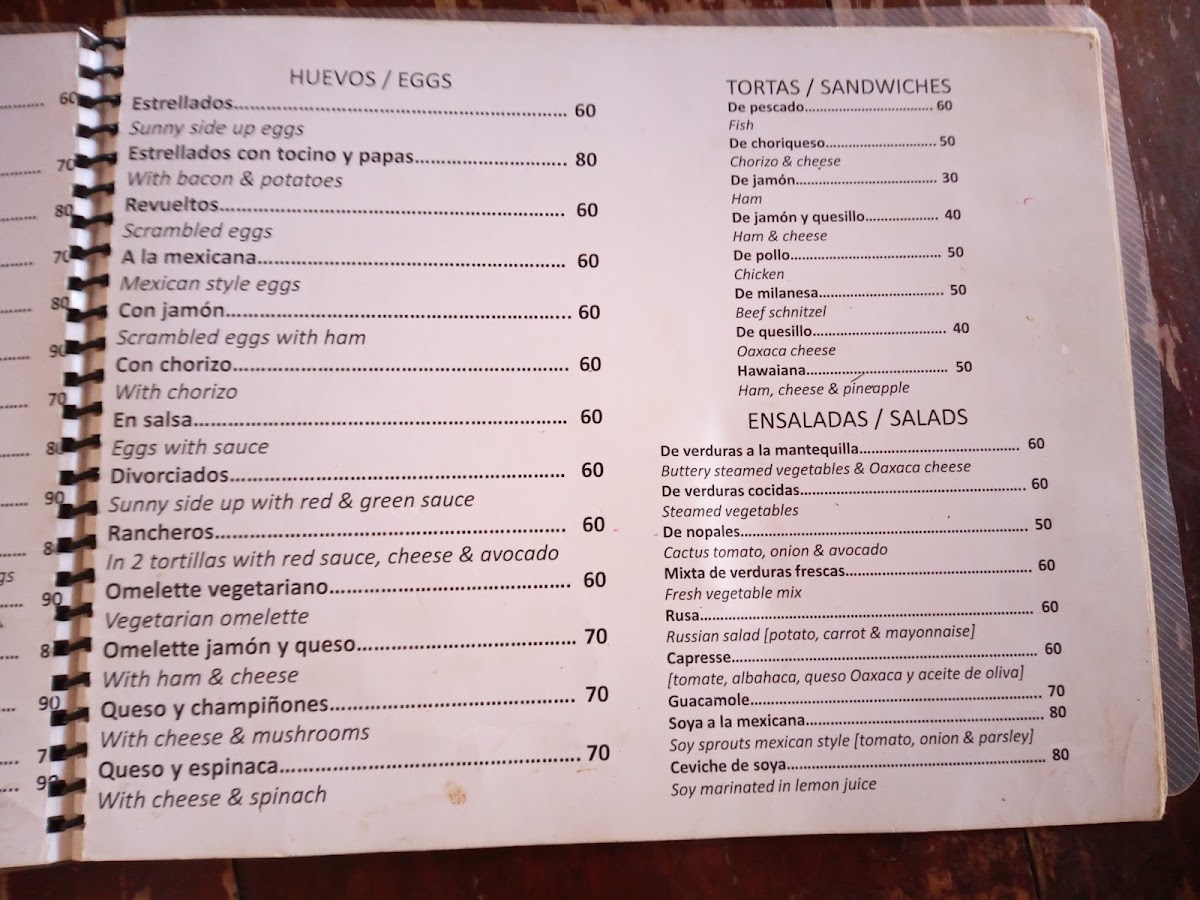 HUEVOS / EGGS
Estrellados 60
Sunny side up eggs
Estrellados con tocino y papas 80
With bacon & potatoes
Revueltos 60
Scrambled eggs
A la mexicana 60
Mexican style eggs
Con jamón 60
Scrambled eggs with ham
Con chorizo 60
With chorizo
En salsa 60
Eggs with sauce
Divorciados 60
Sunny side up with red & green sauce
Rancheros 60
In 2 tortillas with red sauce, cheese & avocado
Omelette vegetariano 60
Vegetarian omelette
Omelette jamón y queso 70
With ham & cheese
Queso y champiñones 70
With cheese & mushrooms
Queso y espinaca 70
With cheese & spinach
TORTAS / SANDWICHES
De pescado 60
Fish
De choriqueso 50
Chorizo & cheese
De jamón 30
Ham
De jamón y quesillo 40
Ham & cheese
De pollo 50
Chicken
De milanesa 50
Beef schnitzel
De quesillo 40
Oaxaca cheese
Hawaiana 50
Ham, cheese & pineapple
ENSALADAS / SALADS
De verduras a la mantequilla 60
Buttery steamed vegetables & Oaxaca cheese
De verduras cocidas 60
Steamed vegetables
De nopales 50
Cactus tomato, onion & avocado
Mixta de verduras frescas 60
Fresh vegetable mix
Rusa 60
Russian salad [potato, carrot & mayonnaise]
Capresse 60
[tomate, albahaca, queso Oaxaca y aceite de oliva]
Guacamole 70
Soya a la mexicana 80
Soy sprouts mexican style [tomato, onion & parsley]
Ceviche de soya 80
Soy marinated in lemon juice